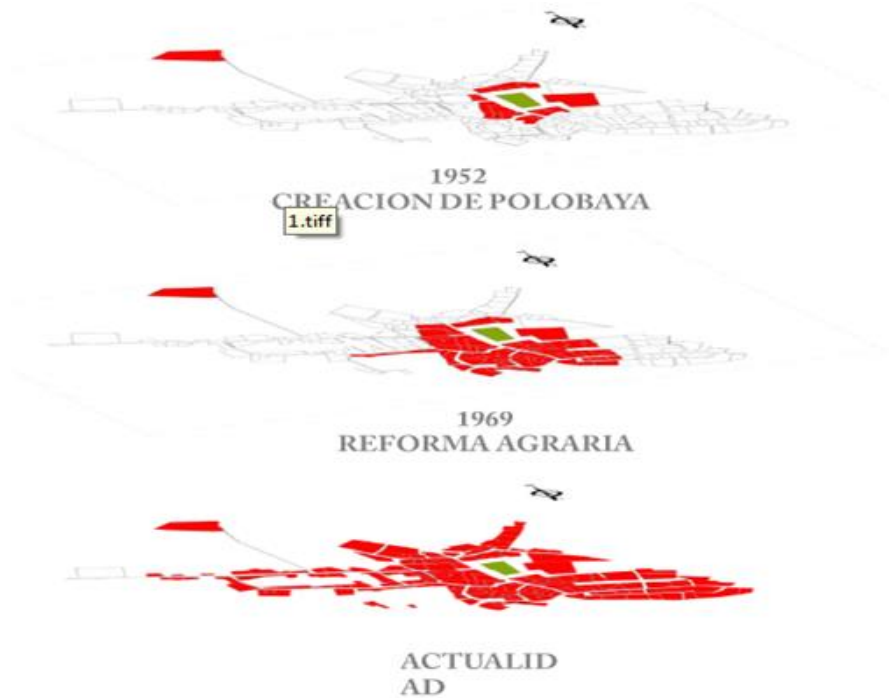 1952
CREACION DE POLOBAYA
1.tiff
1969
REFORMA AGRARIA
ACTUALID
AD